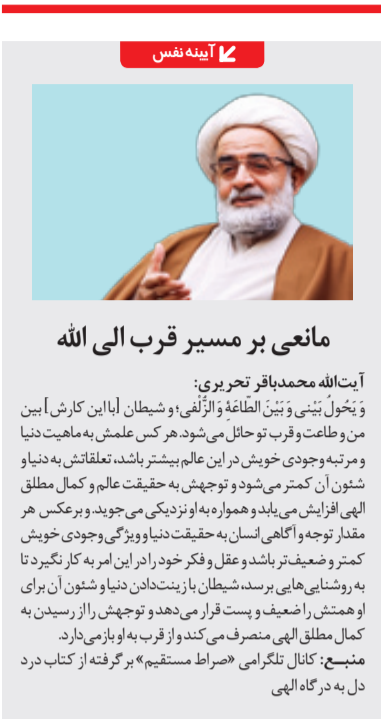 آیینه نفس
مانعی بر مسیر قرب الی الله
آیت‌الله محمدباقر تحریری:
وَ یَحُولُ بَیْنی وَ بَیْنَ الطّاعَةِ وَ الزُّلْفی؛ و شیطان [با این کارش] بین
من و طاعت و قرب تو حائل می‌شود. هر کس علمش به ماهیت دنیا
و مرتبه وجودی خویش در این عالم بیشتر باشد، تعلقاتش به دنیا و
شئون آن کمتر می‌شود و توجهش به حقیقت عالم و کمال مطلق
الهی افزایش می‌یابد و همواره به او نزدیکی می‌جوید. و برعکس هر
مقدار توجه و آگاهی انسان به حقیقت دنیا و ویژگی وجودی خویش
کمتر و ضعیف‌تر باشد و عقل و فکر خود را در این امر به کار نگیرد تا
به روشنایی‌هایی برسد، شیطان با زینت‌دادن دنیا و شئون آن برای
او همتش را ضعیف و پست قرار می‌دهد و توجهش را از رسیدن به
کمال مطلق الهی منصرف می‌کند و از قرب به او باز می‌دارد.
منبـع: کانال تلگرامی «صراط مستقیم» برگرفته از کتاب درد
دل به درگاه الهی